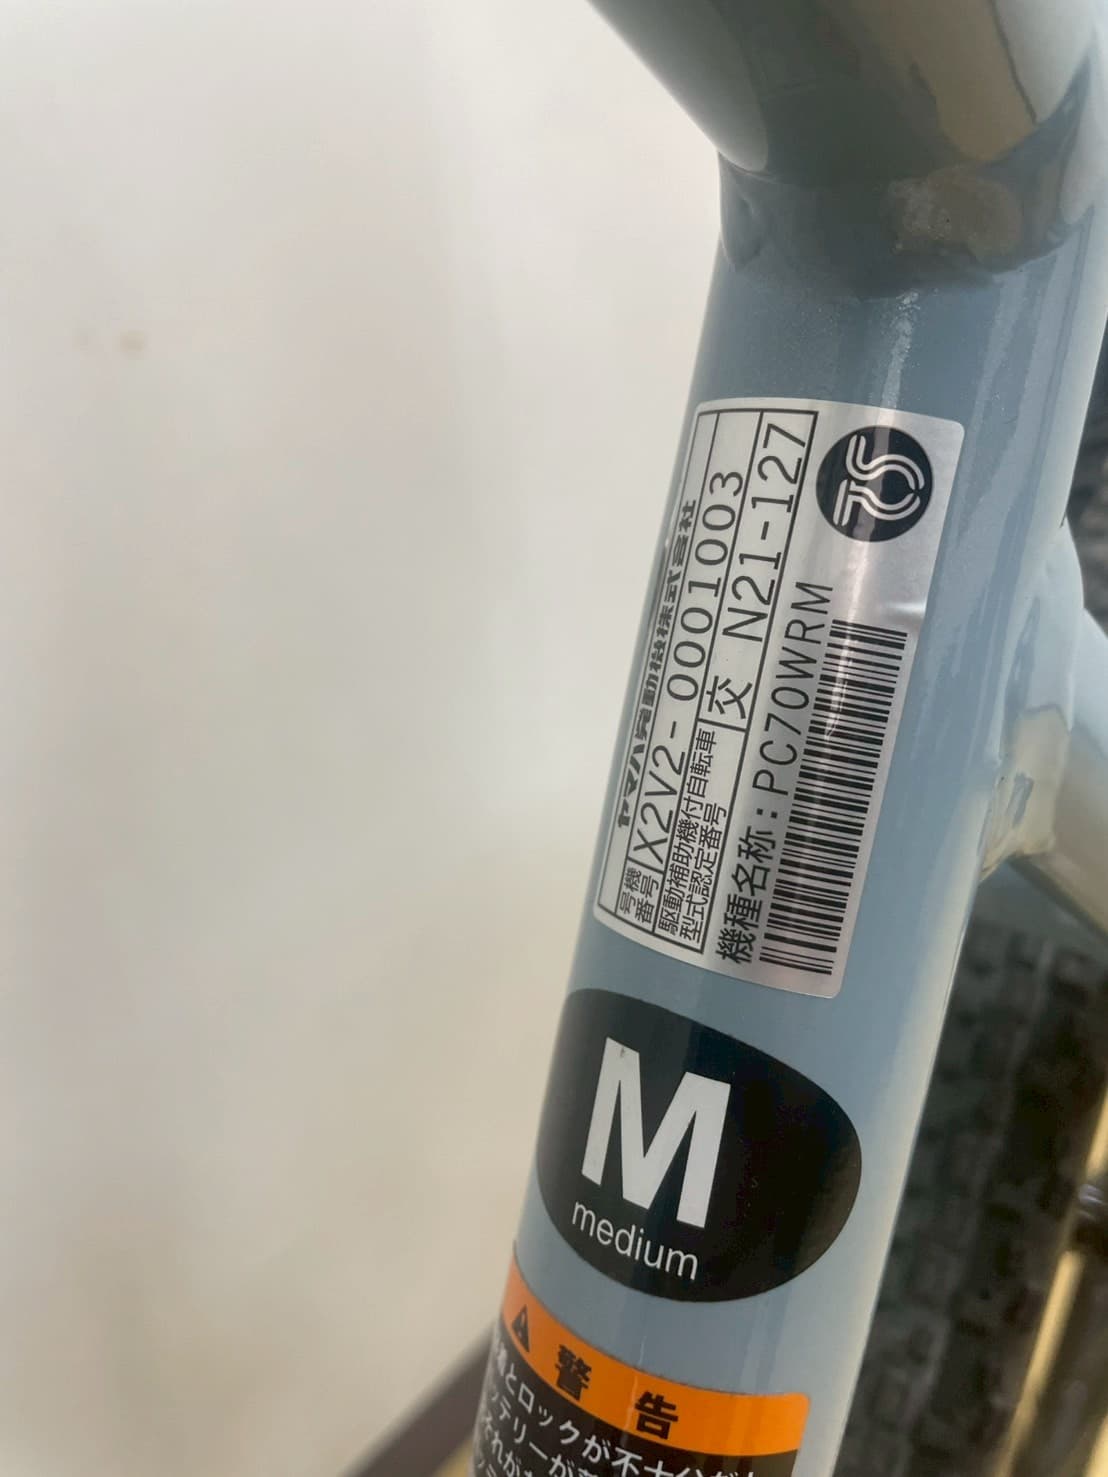 ヤマハ発動機株式会社
号機番号 X2V2-0001003
駆動補助機付自転車
型式認定番号
交 N21-127
機種名称:PC70WRM
M
medium
警告